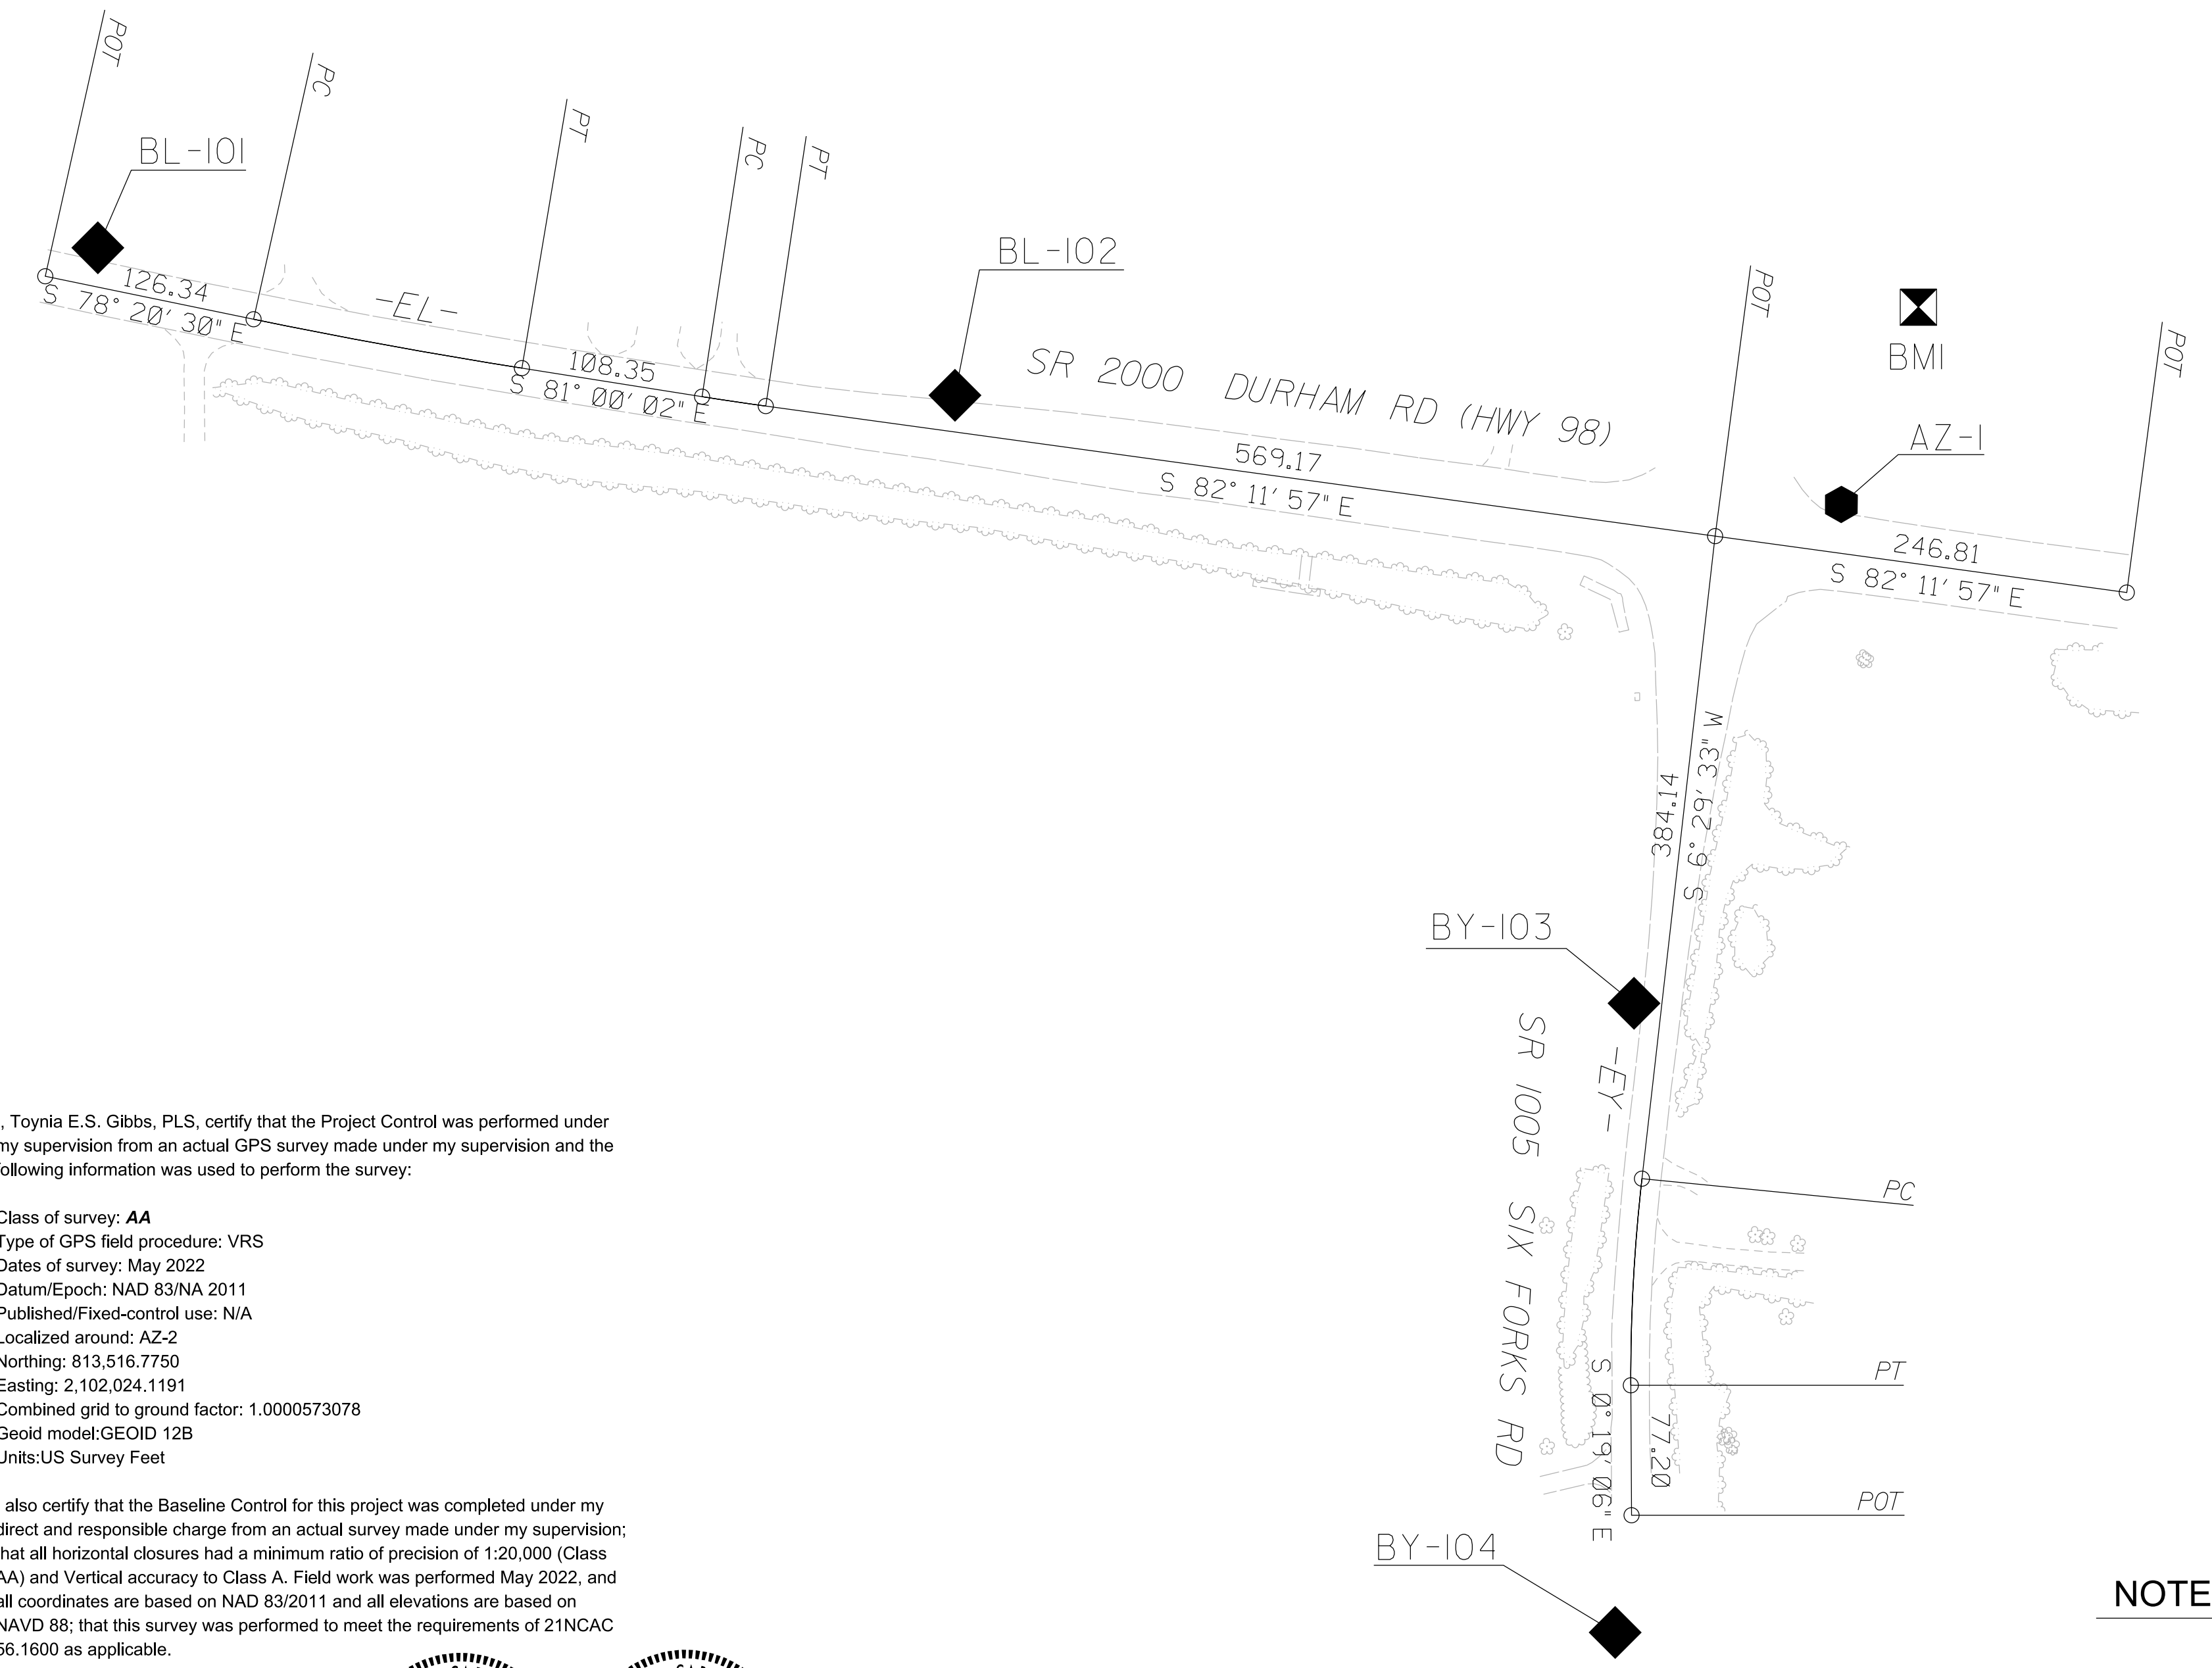 POT
PC
PT
PC
PT
BL-101
BL-102
126.34
S 78° 20' 30" E
-EL-
108.35
S 81° 00' 02" E
SR 2000 DURHAM RD (HWY 98)
569.17
S 82° 11' 57" E
POT
BM1
POT
AZ-1
246.81
S 82° 11' 57" E
384.14
S 6° 29' 33" W
BY-103
-EY-
SR 1005 SIX FORKS RD
PC
PT
S 0° 19' 06" E
77.20
POT
BY-104
NOTE
, Toynia E.S. Gibbs, PLS, certify that the Project Control was performed under
my supervision from an actual GPS survey made under my supervision and the
following information was used to perform the survey:
Class of survey: AA
Type of GPS field procedure: VRS
Dates of survey: May 2022
Datum/Epoch: NAD 83/NA 2011
Published/Fixed-control use: N/A
Localized around: AZ-2
Northing: 813,516.7750
Easting: 2,102,024.1191
Combined grid to ground factor: 1.0000573078
Geoid model:GEOID 12B
Units:US Survey Feet
also certify that the Baseline Control for this project was completed under my
direct and responsible charge from an actual survey made under my supervision;
that all horizontal closures had a minimum ratio of precision of 1:20,000 (Class
AA) and Vertical accuracy to Class A. Field work was performed May 2022, and
all coordinates are based on NAD 83/2011 and all elevations are based on
NAVD 88; that this survey was performed to meet the requirements of 21NCAC
56.1600 as applicable.